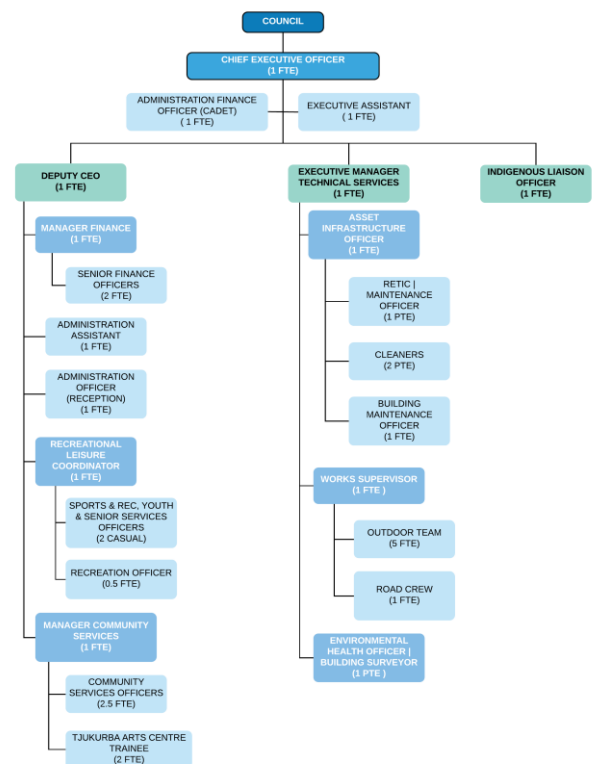 COUNCIL
CHIEF EXECUTIVE OFFICER
(1 FTE)
ADMINISTRATION FINANCE
OFFICER (CADET)
( 1 FTE)
EXECUTIVE ASSISTANT
( 1 FTE)
DEPUTY CEO
(1 FTE)
MANAGER FINANCE
(1 FTE)
SENIOR FINANCE
OFFICERS
(2 FTE)
ADMINISTRATION
ASSISTANT
(1 FTE)
ADMINISTRATION
OFFICER
(RECEPTION)
(1 FTE)
RECREATIONAL
LEISURE
COORDINATOR
(1 FTE)
SPORTS & REC, YOUTH
& SENIOR SERVICES
OFFICERS
(2 CASUAL)
RECREATION OFFICER
(0.5 FTE)
MANAGER COMMUNITY
SERVICES
(1 FTE)
COMMUNITY
SERVICES OFFICERS
(2.5 FTE)
TJUKURBA ARTS CENTRE
TRAINEE
(2 FTE)
EXECUTIVE MANAGER
TECHNICAL SERVICES
(1 FTE)
ASSET
INFRASTRUCTURE
OFFICER
(1 FTE)
RETIC |
MAINTENANCE
OFFICER
(1 PTE)
CLEANERS
(2 PTE)
BUILDING
MAINTENANCE
OFFICER
(1 FTE)
WORKS SUPERVISOR
(1 FTE )
OUTDOOR TEAM
(5 FTE)
ROAD CREW
(1 FTE)
ENVIRONMENTAL
HEALTH OFFICER |
BUILDING SURVEYOR
(1 PTE )
INDIGENOUS LIAISON
OFFICER
(1 FTE)